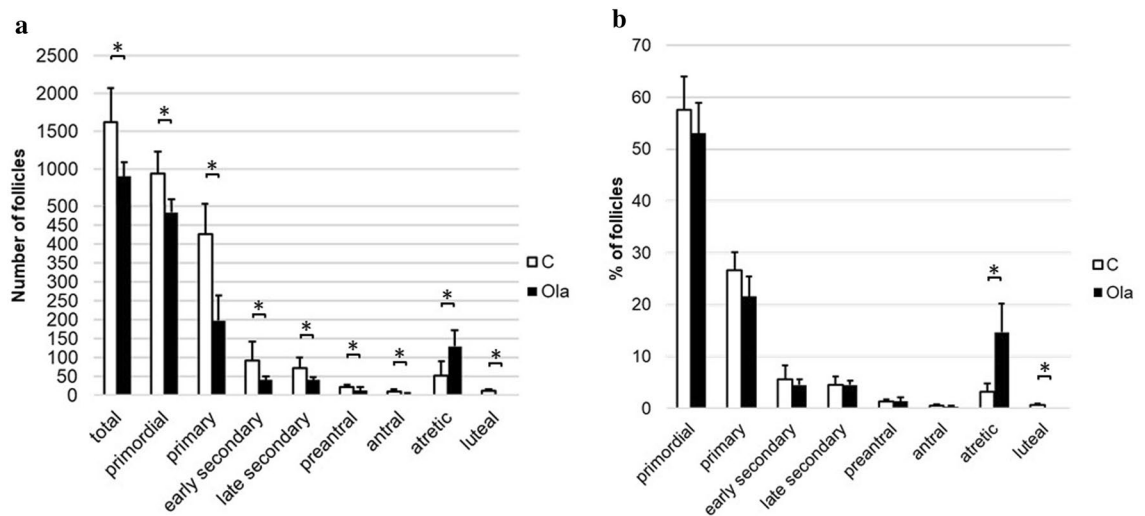 a
Number of follicles
2500
2000
1500
1000
500
450
400
350
300
250
200
150
100
50
0
*
*
*
*
*
*
*
*
*
total
primordial
primary
early secondary
late secondary
preantral
antral
atretic
luteal
C
Ola
b
% of follicles
70
60
50
40
30
20
10
0
*
*
primordial
primary
early secondary
late secondary
preantral
antral
atretic
luteal
C
Ola